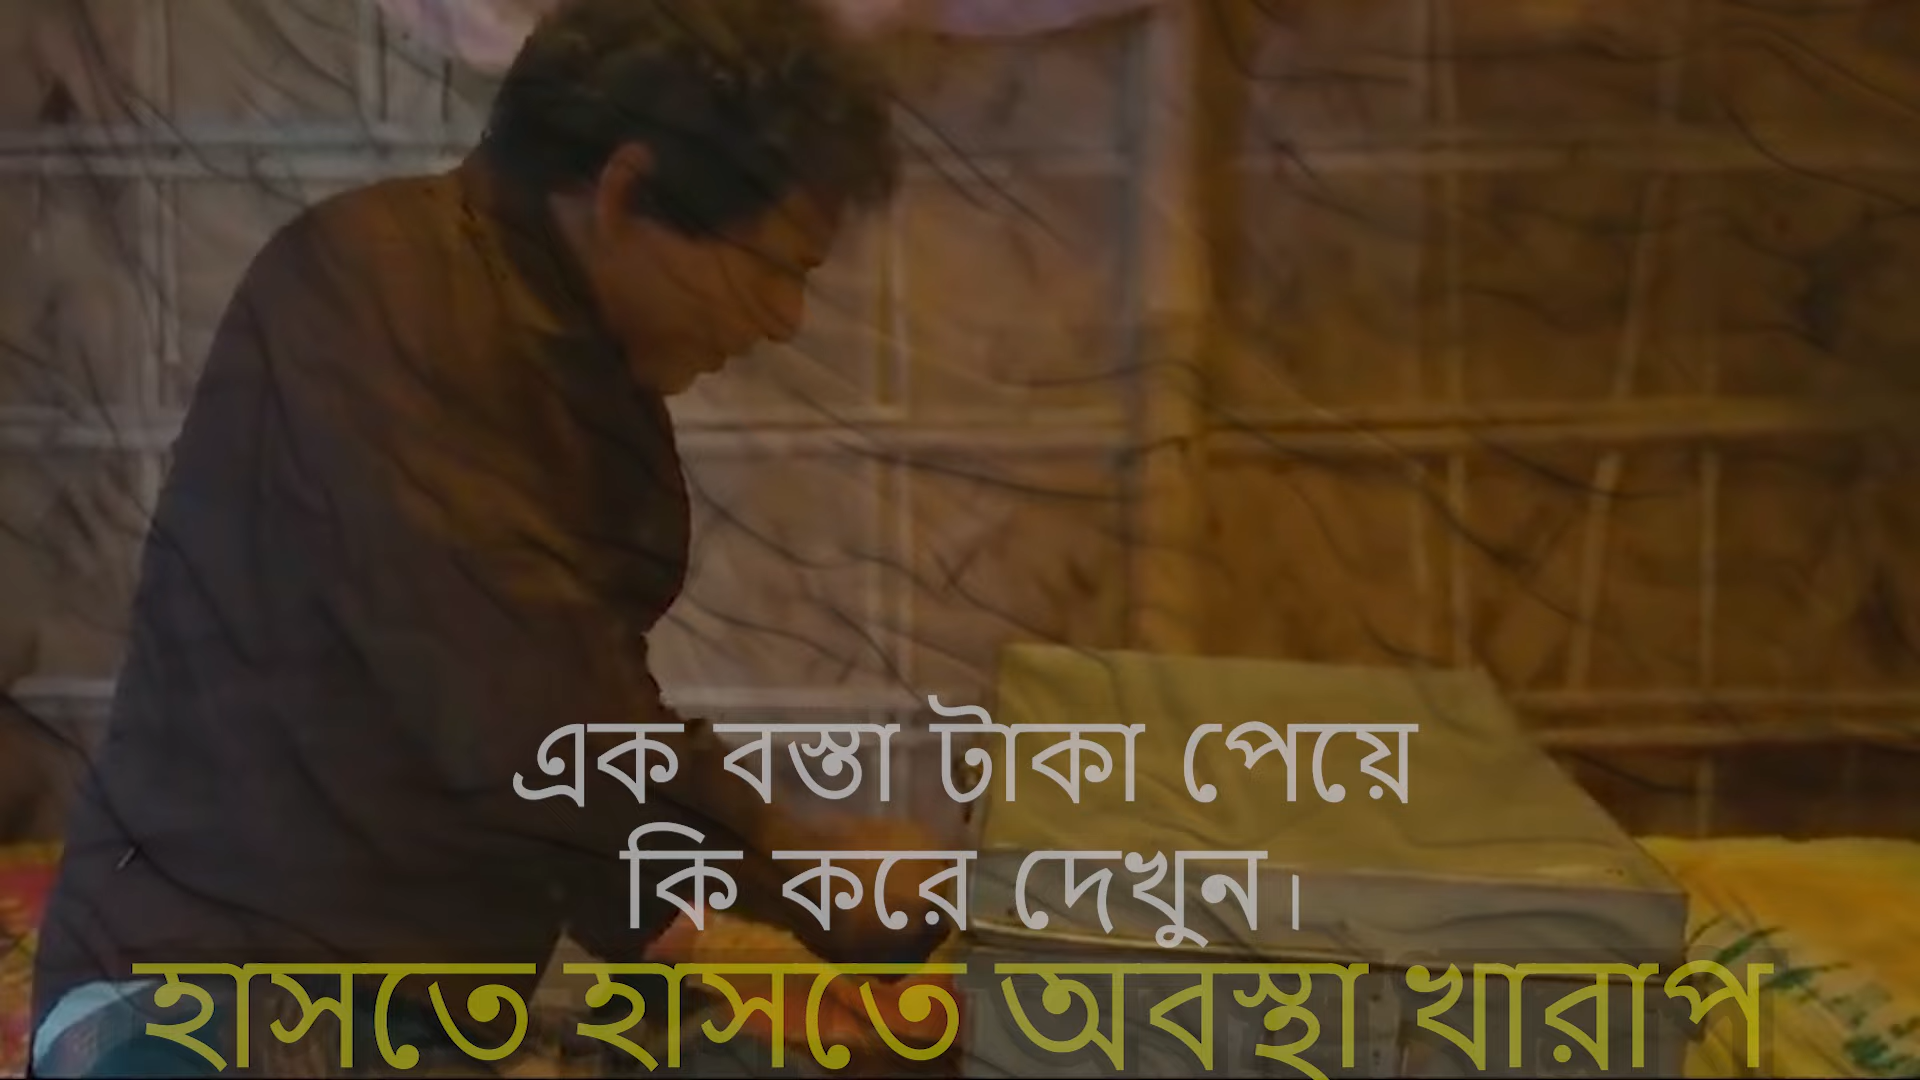 এক বস্তা টাকা পেয়ে
কি করে দেখুন।
হাসতে হাসতে অবস্থা খারাপ